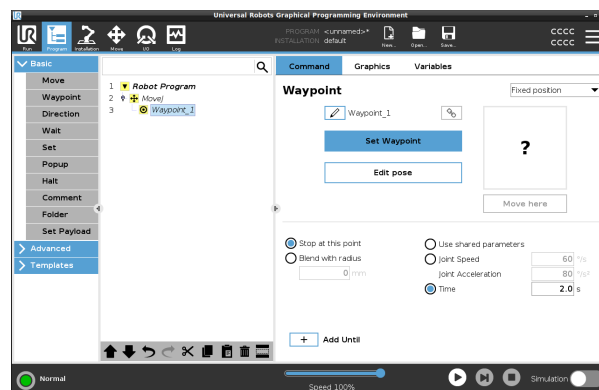 Universal Robots Graphical Programming Environment
Run
Program
Installation
Move
I/O
Log
PROGRAM <unnamed>*
INSTALLATION default
New...
Open...
Save...
CCCC
CCCC
Basic
Move
Waypoint
Direction
Wait
Set
Popup
Halt
Comment
Folder
Set Payload
Advanced
Templates
1 Robot Program
2 MoveJ
3 Waypoint_1
Command Graphics Variables
Waypoint
Fixed position
Waypoint_1
Set Waypoint
Edit pose
?
Move here
Stop at this point
Blend with radius
0 mm
Use shared parameters
Joint Speed 60 °/s
Joint Acceleration 80 °/s²
Time 2.0 s
+ Add Until
Normal
Speed 100%
Simulation